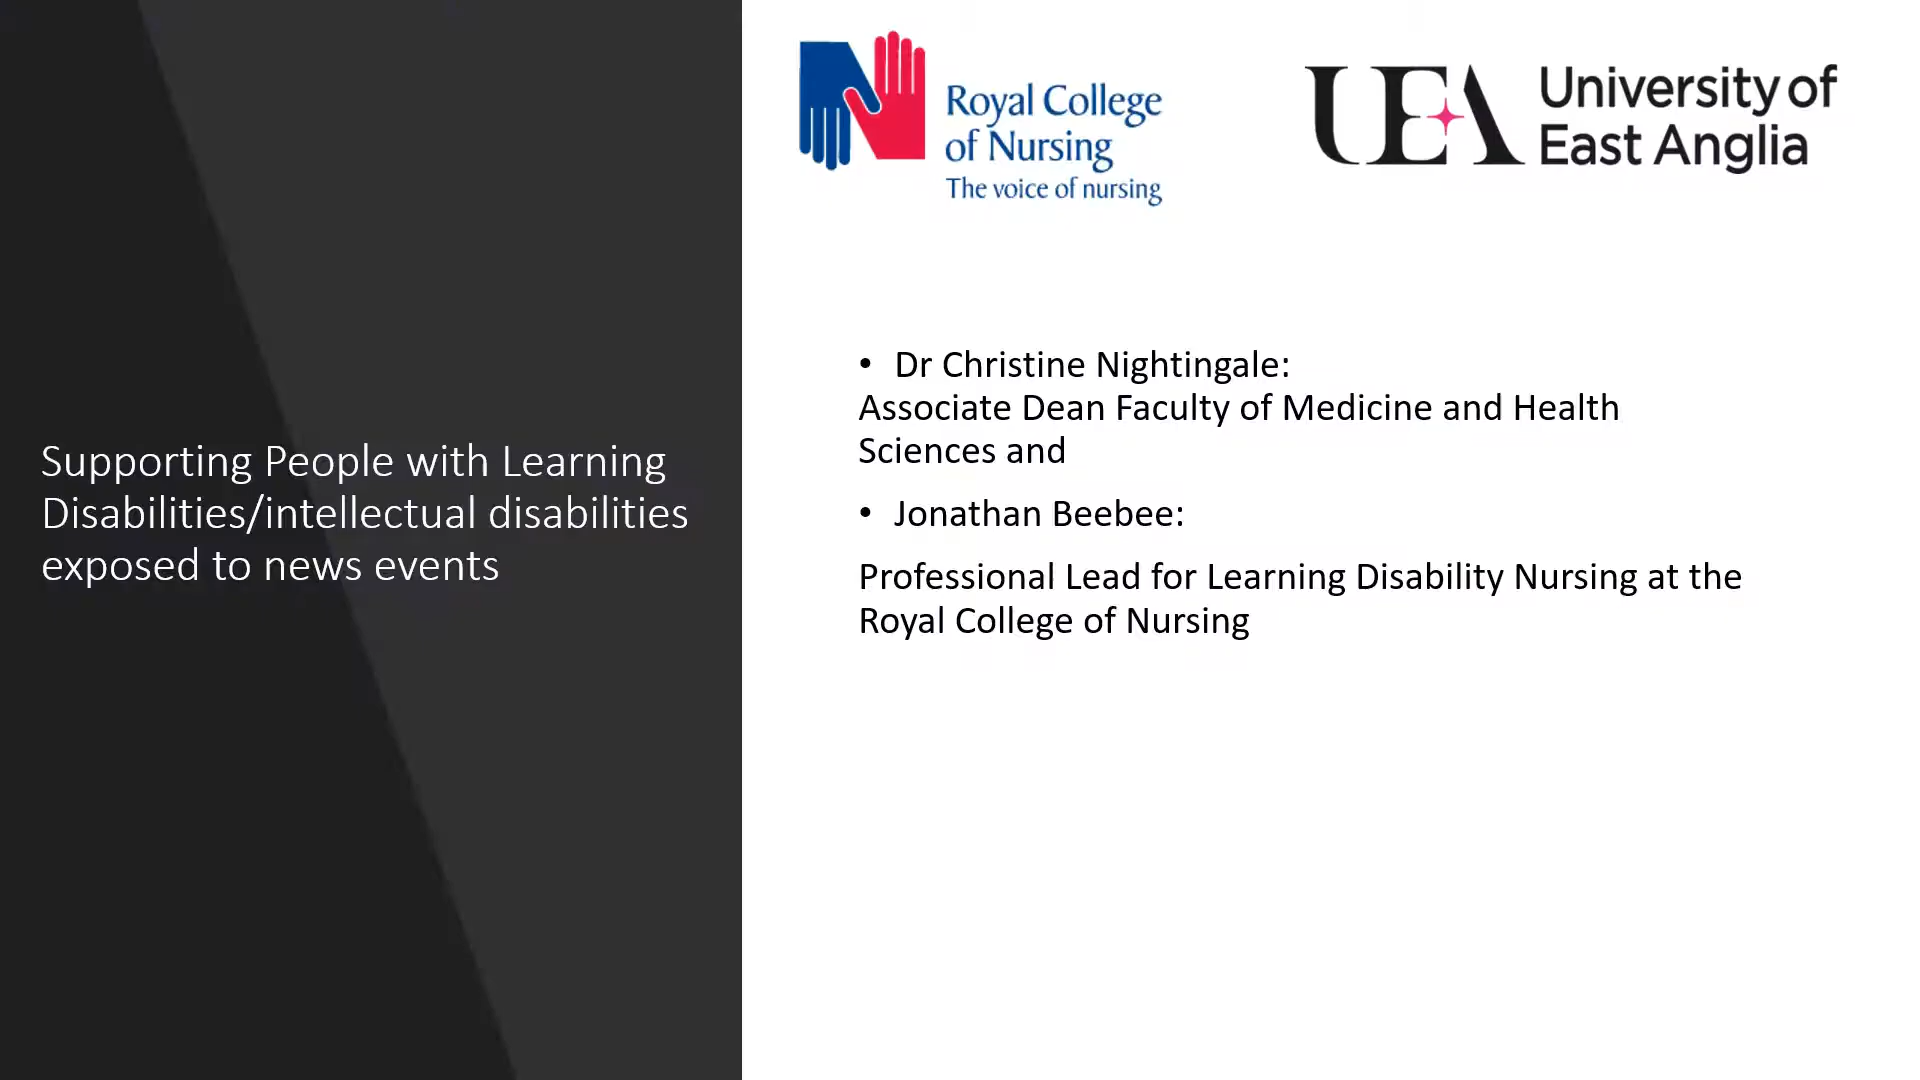 Royal College
of Nursing
The voice of nursing
UEA
University of
East Anglia
Supporting People with Learning
Disabilities/intellectual disabilities
exposed to news events
• Dr Christine Nightingale:
Associate Dean Faculty of Medicine and Health
Sciences and
• Jonathan Beebee:
Professional Lead for Learning Disability Nursing at the
Royal College of Nursing